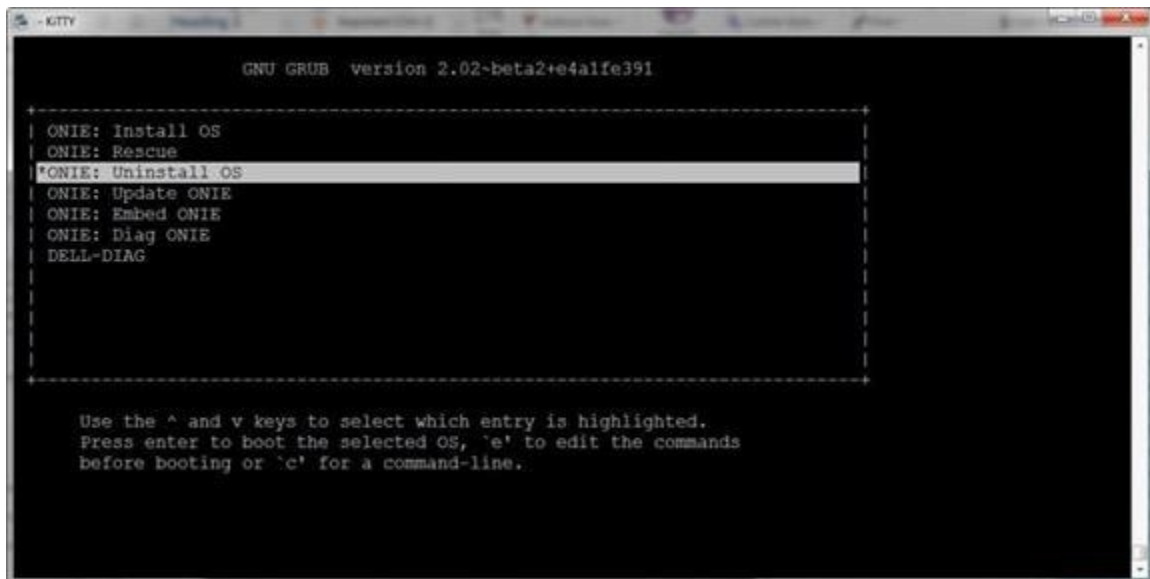 - KiTTY
GNU GRUB version 2.02~beta2+e4a1fe391
ONIE: Install OS
ONIE: Rescue
*ONIE: Uninstall OS
ONIE: Update ONIE
ONIE: Embed ONIE
ONIE: Diag ONIE
DELL-DIAG
Use the ^ and v keys to select which entry is highlighted.
Press enter to boot the selected OS, `e' to edit the commands
before booting or `c' for a command-line.